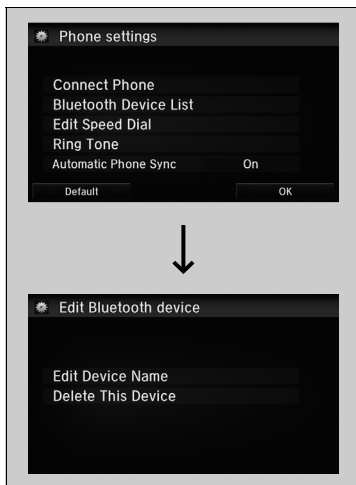 Phone settings
Connect Phone
Bluetooth Device List
Edit Speed Dial
Ring Tone
Automatic Phone Sync On
Default OK
Edit Bluetooth device
Edit Device Name
Delete This Device